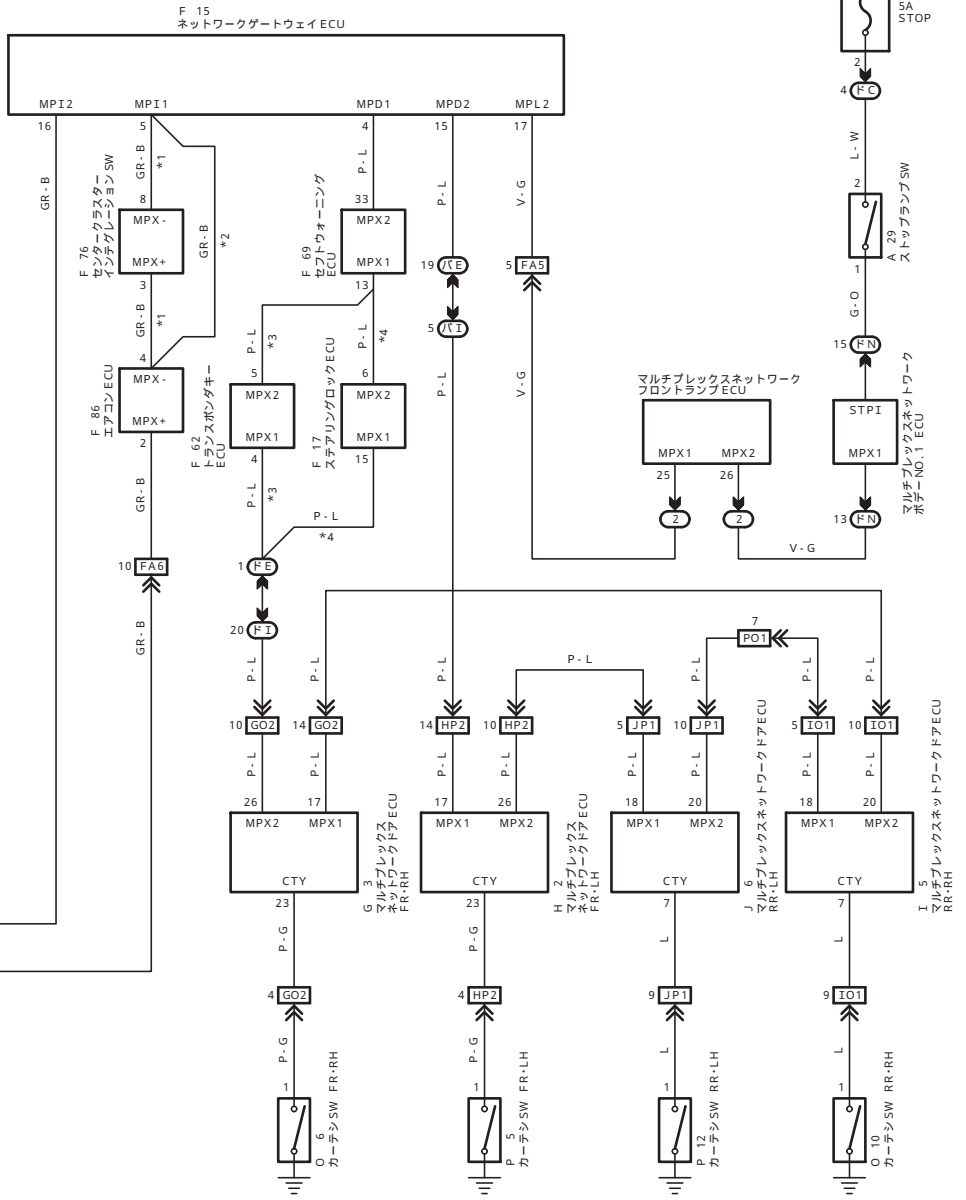 F 15
ネットワークゲートウェイECU
5A
STOP
2
4 ドC
MPI2 MPI1 MPD1 MPD2 MPL2
16 5 4 15 17
GR-B
GR-B
*1
GR-B
*2
P-L
P-L
V-G
L-W
8
MPX-
MPX+
3
F 76
センタークラスター
インテグレーションSW
33
MPX2
MPX1
13
F 69
セフトウォーニング
ECU
2
1
A 29
ストップランプSW
19 バE
5 FA5
5 バI
GR-B
*1
P-L
*3
P-L
*4
G-O
15 ドN
4
MPX-
MPX+
2
F 86
エアコンECU
5
MPX2
MPX1
4
F 62
トランスポンダキー
ECU
6
MPX2
MPX1
15
F 17
ステアリングロックECU
P-L
V-G
マルチプレックスネットワーク
フロントランプECU
MPX1 MPX2
25 26
2 2
STPI
MPX1
マルチプレックスネットワーク
ボデーNO.1 ECU
13 ドN
V-G
GR-B
P-L
*3
P-L
*4
10 FA6
1 ドE
20 ドI
GR-B
7
PO1
P-L
P-L P-L P-L P-L P-L P-L
10 GO2 14 GO2 14 HP2 10 HP2 5 JP1 10 JP1 5 IO1 10 IO1
P-L P-L P-L P-L P-L P-L P-L P-L
26 17 17 26 18 20 18 20
MPX2 MPX1 MPX1 MPX2 MPX1 MPX2 MPX1 MPX2
CTY CTY CTY CTY
G 3
マルチプレックス
ネットワークドアECU
FR・RH
H 2
マルチプレックス
ネットワークドアECU
FR・LH
J 6
マルチプレックスネットワークドアECU
RR・LH
I 5
マルチプレックスネットワークドアECU
RR・RH
23 23 7 7
P-G P-G L L
4 GO2 4 HP2 9 JP1 9 IO1
P-G P-G L L
1 1 1 1
O 6
カーテシSW FR・RH
P 5
カーテシSW FR・LH
P 12
カーテシSW RR・LH
O 10
カーテシSW RR・RH